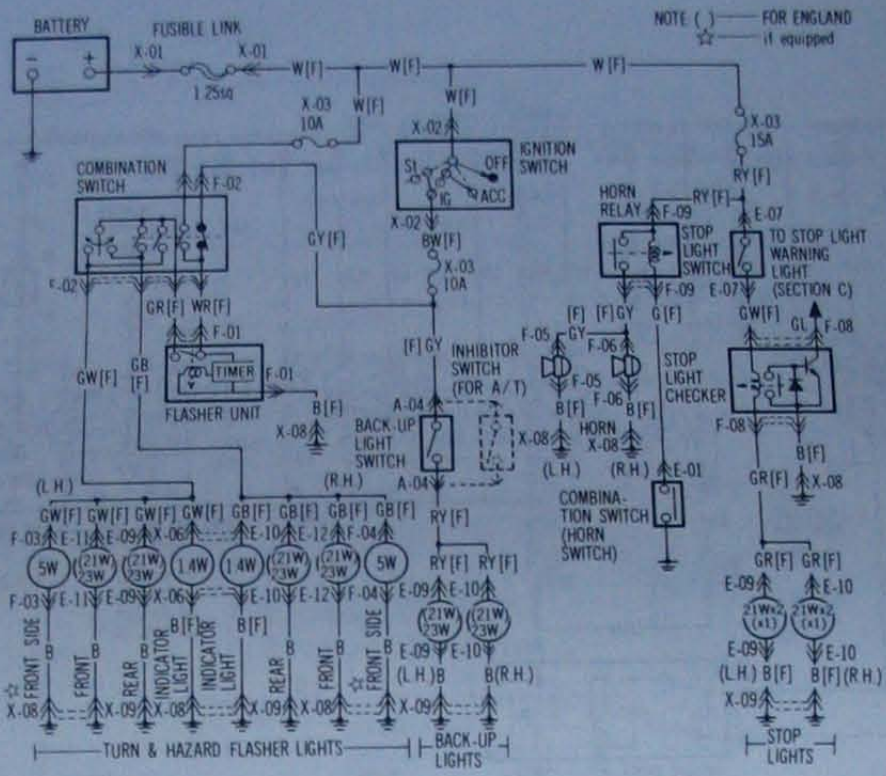 NOTE ( ) — FOR ENGLAND
☆ — if equipped
BATTERY
FUSIBLE LINK
- +
X-01 X-01
1.25sq
W[F] W[F] W[F]
W[F] W[F]
X-03
10A
X-02
X-03
15A
COMBINATION
SWITCH
F-02
St OFF
IG ACC
IGNITION
SWITCH
RY[F]
HORN
RELAY
RY[F]
F-09
E-07
X-02
BW[F]
GY[F]
X-03
10A
STOP
LIGHT
SWITCH
TO STOP LIGHT
WARNING
LIGHT
(SECTION C)
F-02
GR[F] WR[F]
F-09
E-07
F-01
[F] [F]GY G[F]
GY
GW[F]
GL F-08
GW[F]
GB
[F]
TIMER
F-01
FLASHER UNIT
[F]GY
INHIBITOR
SWITCH
(FOR A/T)
F-05 F-06
F-05 F-06
STOP
LIGHT
CHECKER
B[F]
X-08
A-04
BACK-UP
LIGHT
SWITCH
A-04
X-08
B[F] B[F]
HORN
X-08
(L.H.) (R.H.)
F-08
B[F]
GR[F]
X-08
E-01
COMBINA-
TION SWITCH
(HORN
SWITCH)
(L.H.) (R.H.)
GW[F] GW[F] GW[F] GW[F] GB[F] GB[F] GB[F] GB[F]
F-03 E-11 E-09 X-06 E-10 E-12 F-04
5W (21W) 23W (21W) 23W 1.4W 1.4W (21W) 23W (21W) 23W 5W
F-03 E-11 E-09 X-06 E-10 E-12 F-04
RY[F]
RY[F] RY[F]
E-09 E-10
(21W) 23W (21W) 23W
E-09 E-10
(L.H.) B B(R.H.)
GR[F] GR[F]
E-09 E-10
21Wx2 (x1) 21Wx2 (x1)
E-09 E-10
(L.H.) B[F] B[F](R.H.)
B B B B[F] B[F] B B B
☆ FRONT SIDE
FRONT
REAR
INDICATOR LIGHT
INDICATOR LIGHT
REAR
FRONT
☆ FRONT SIDE
X-08 X-09 X-08 X-09 X-08 X-09 X-09
TURN & HAZARD FLASHER LIGHTS
BACK-UP
LIGHTS
STOP
LIGHTS